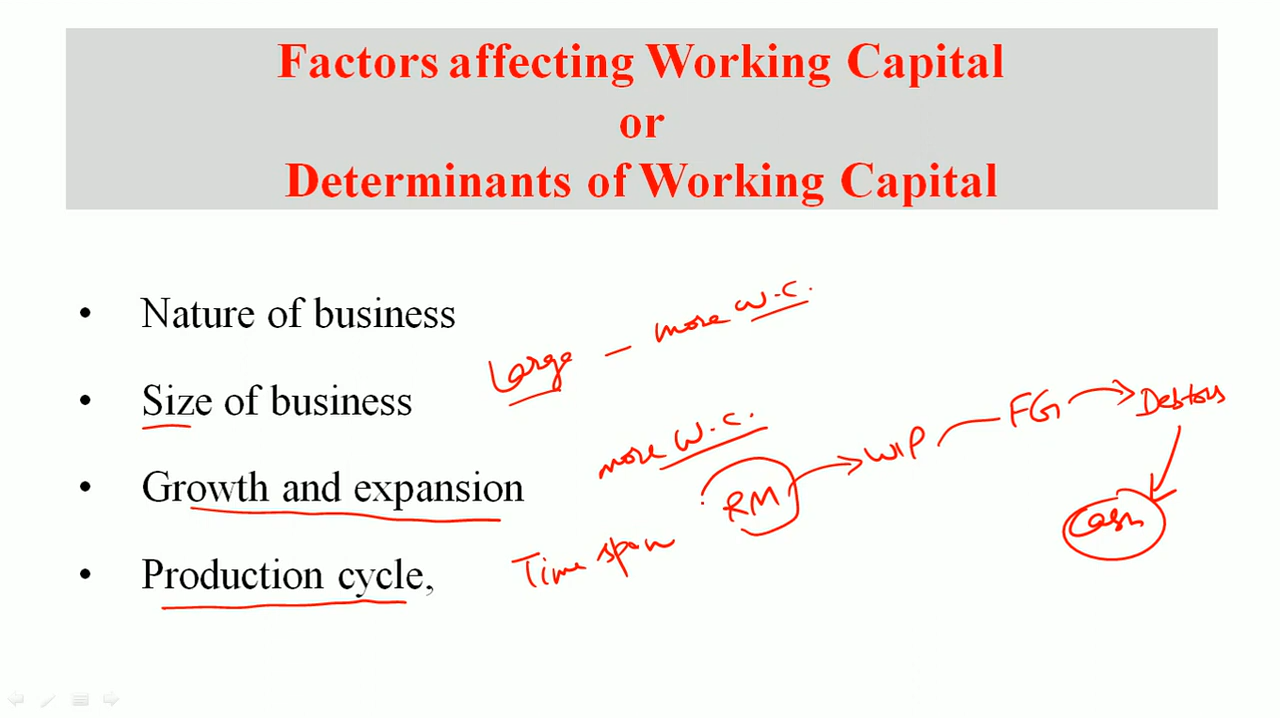 Factors affecting Working Capital
or
Determinants of Working Capital
• Nature of business
Large – more W.C.
• Size of business
more W.C.
• Growth and expansion
RM → WIP — FG → Debtors
Cash
• Production cycle,
Time span